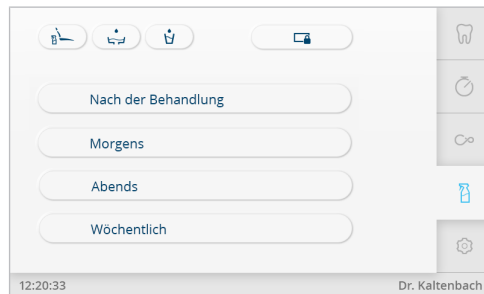 Nach der Behandlung
Morgens
Abends
Wöchentlich
12:20:33 Dr. Kaltenbach